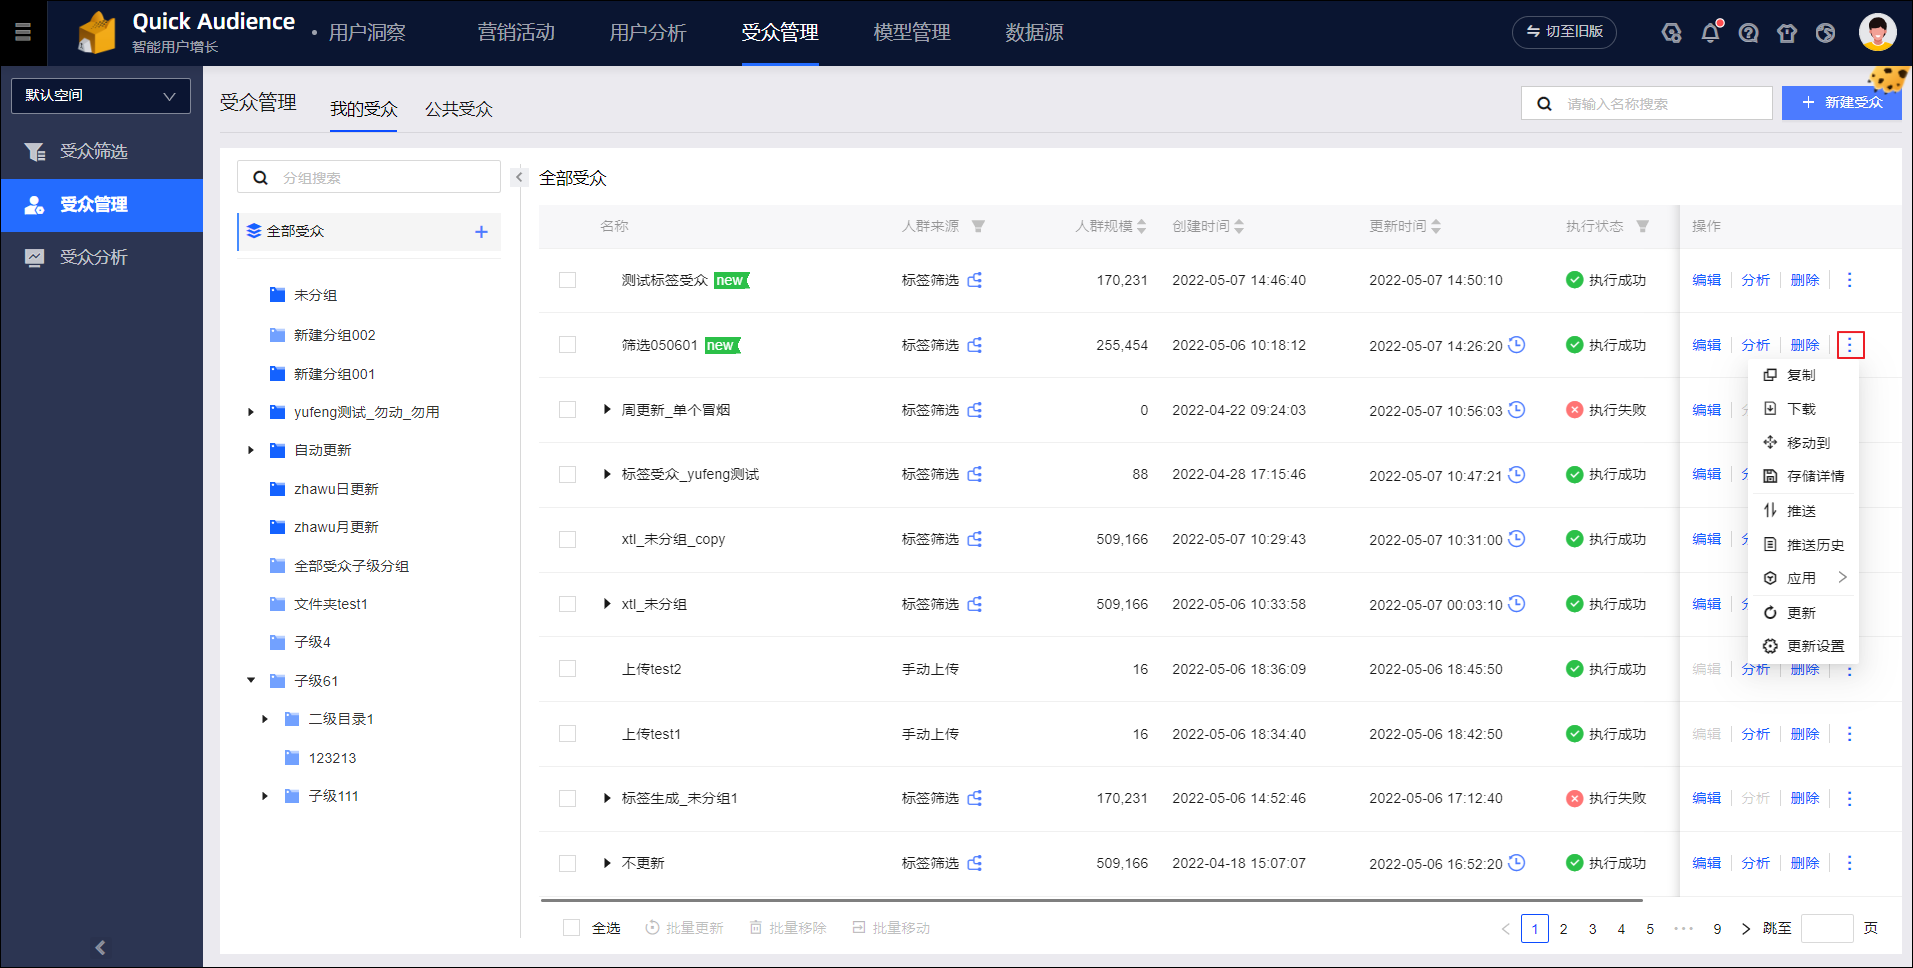 Quick Audience
智能用户增长
用户洞察 营销活动 用户分析 受众管理 模型管理 数据源
切至旧版
默认空间
受众筛选
受众管理
受众分析
受众管理 我的受众 公共受众
请输入名称搜索
+ 新建受众
分组搜索
全部受众 +
未分组
新建分组002
新建分组001
yufeng测试_勿动_勿用
自动更新
zhawu日更新
zhawu月更新
全部受众子级分组
文件夹test1
子级4
子级61
二级目录1
123213
子级111
全部受众
名称 人群来源 人群规模 创建时间 更新时间 执行状态 操作
测试标签受众 new 标签筛选 170,231 2022-05-07 14:46:40 2022-05-07 14:50:10 执行成功 编辑 分析 删除
筛选050601 new 标签筛选 255,454 2022-05-06 10:18:12 2022-05-07 14:26:20 执行成功 编辑 分析 删除
周更新_单个冒烟 标签筛选 0 2022-04-22 09:24:03 2022-05-07 10:56:03 执行失败 编辑
标签受众_yufeng测试 标签筛选 88 2022-04-28 17:15:46 2022-05-07 10:47:21 执行成功 编辑
xtl_未分组_copy 标签筛选 509,166 2022-05-07 10:29:43 2022-05-07 10:31:00 执行成功 编辑
xtl_未分组 标签筛选 509,166 2022-05-06 10:33:58 2022-05-07 00:03:10 执行成功 编辑
上传test2 手动上传 16 2022-05-06 18:36:09 2022-05-06 18:45:50 执行成功 编辑 分析 删除
上传test1 手动上传 16 2022-05-06 18:34:40 2022-05-06 18:42:50 执行成功 编辑 分析 删除
标签生成_未分组1 标签筛选 170,231 2022-05-06 14:52:46 2022-05-06 17:12:40 执行失败 编辑 分析 删除
不更新 标签筛选 509,166 2022-04-18 15:07:07 2022-05-06 16:52:20 执行成功 编辑 分析 删除
复制
下载
移动到
存储详情
推送
推送历史
应用
更新
更新设置
全选 批量更新 批量移除 批量移动
1 2 3 4 5 ··· 9 跳至 页